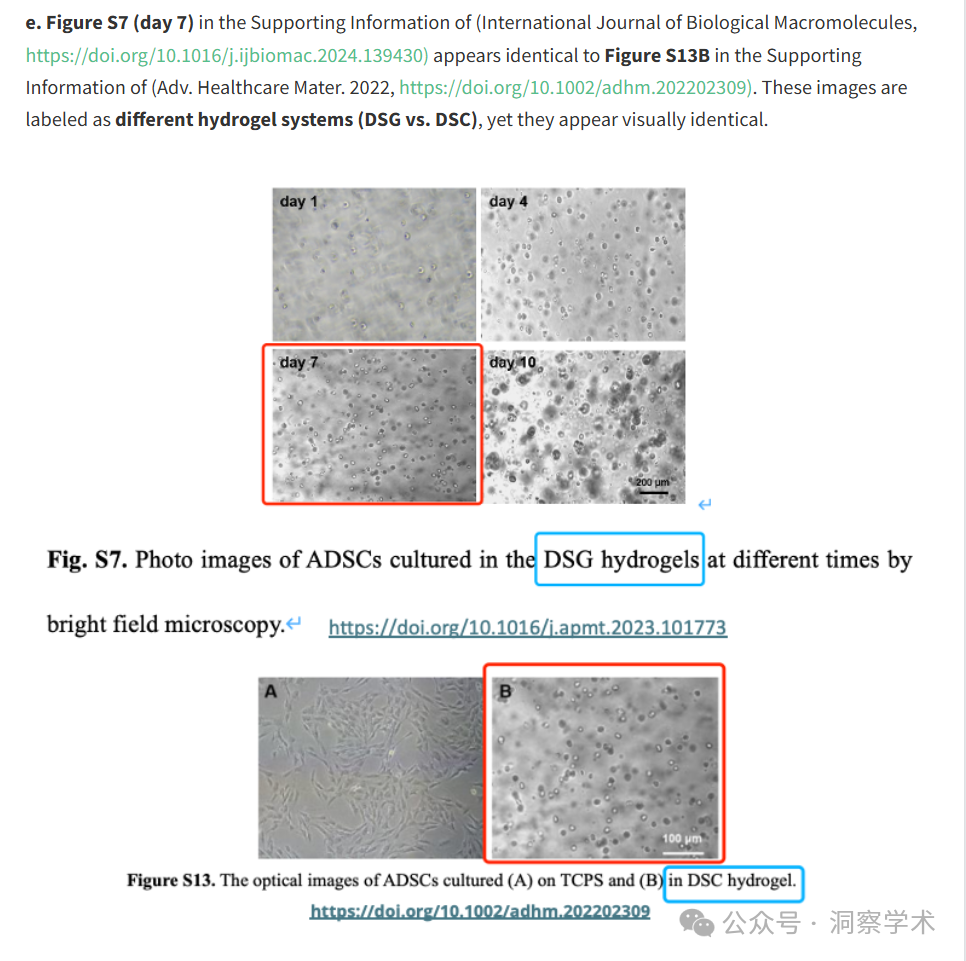 e. Figure S7 (day 7) in the Supporting Information of (International Journal of Biological Macromolecules,
https://doi.org/10.1016/j.ijbiomac.2024.139430) appears identical to Figure S13B in the Supporting
Information of (Adv. Healthcare Mater. 2022, https://doi.org/10.1002/adhm.202202309). These images are
labeled as different hydrogel systems (DSG vs. DSC), yet they appear visually identical.
day 1
day 4
day 7
day 10
200 μm
Fig. S7. Photo images of ADSCs cultured in the DSG hydrogels at different times by
bright field microscopy.
https://doi.org/10.1016/j.apmt.2023.101773
A
B
100 μm
Figure S13. The optical images of ADSCs cultured (A) on TCPS and (B) in DSC hydrogel.
https://doi.org/10.1002/adhm.202202309
公众号 · 洞察学术